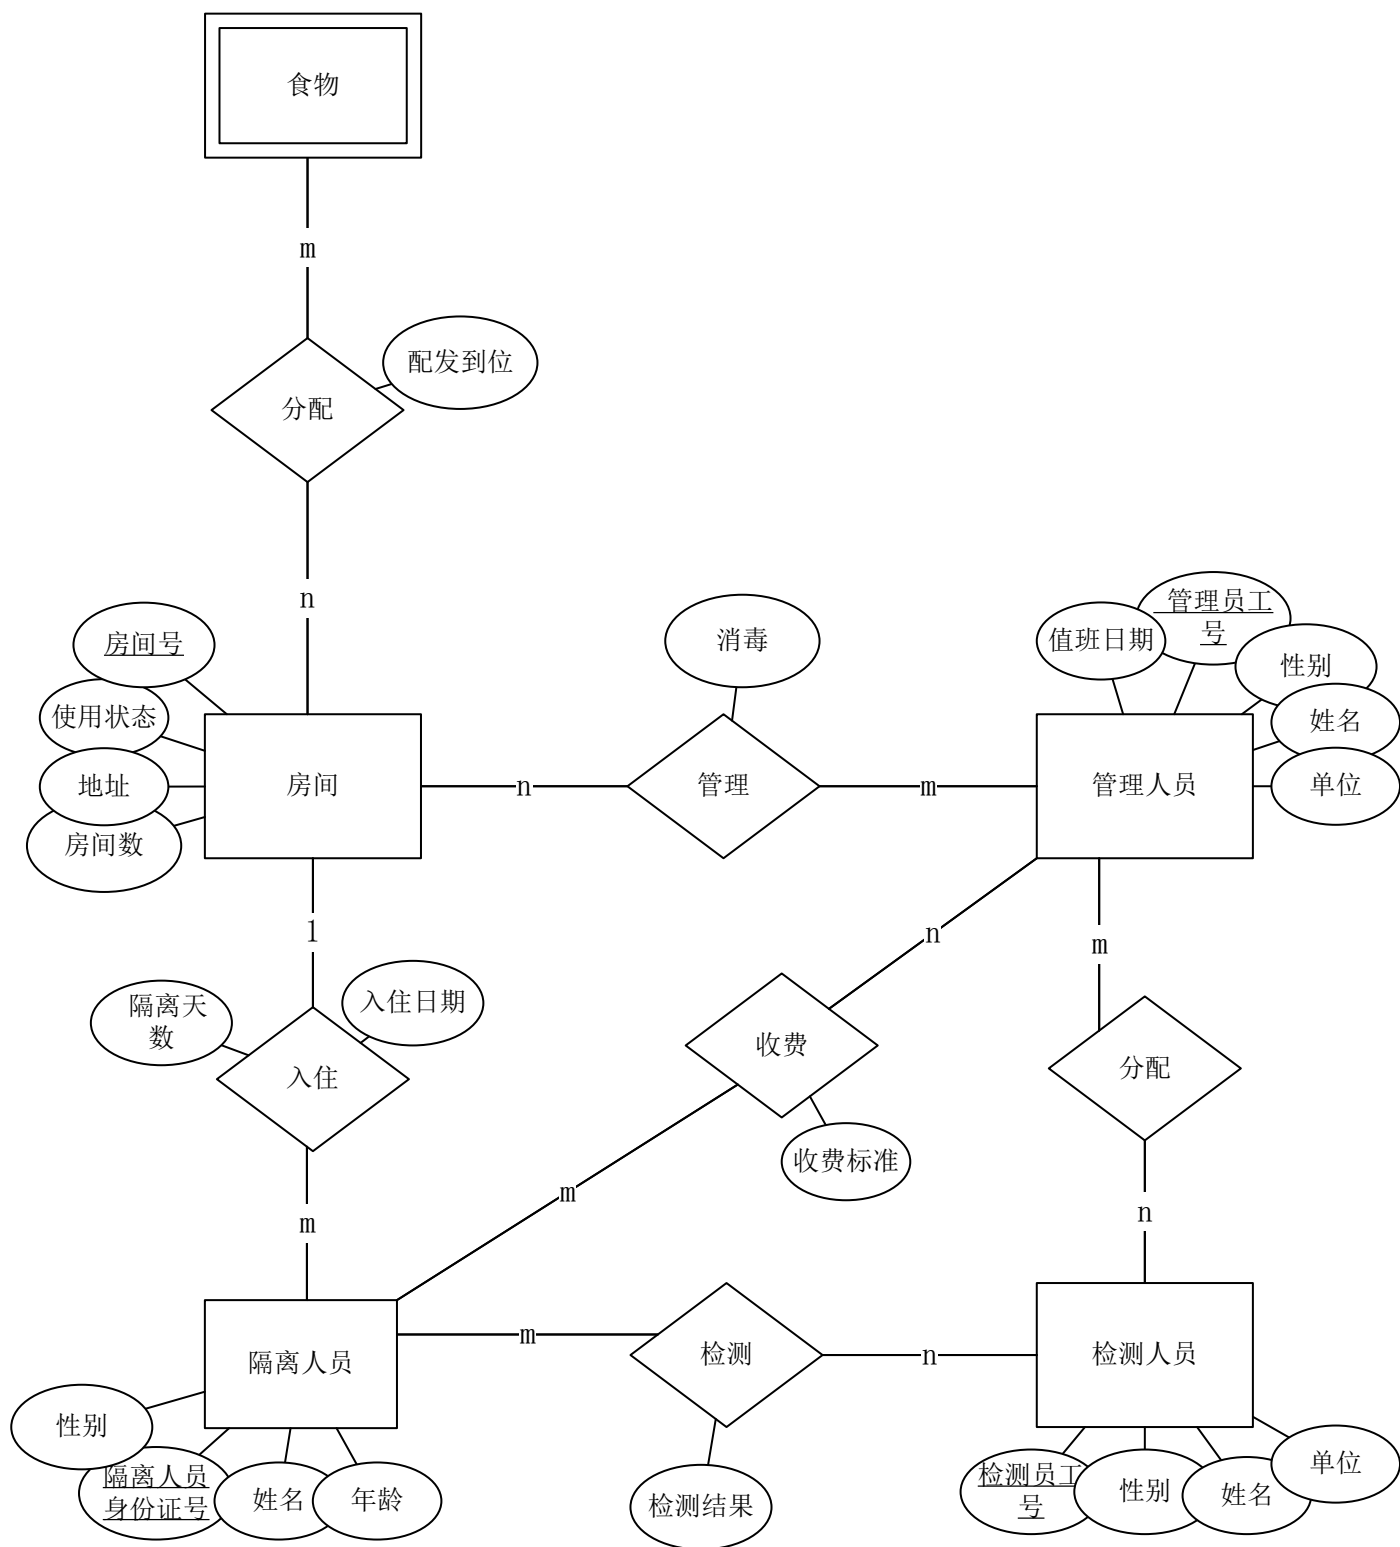 食物
m
配发到位
分配
n
房间号
使用状态
地址
房间数
房间
n
消毒
管理
m
值班日期
管理员工
号
性别
姓名
单位
管理人员
1
隔离天
数
入住日期
入住
m
n
收费
收费标准
m
m
分配
n
隔离人员
性别
隔离人员
身份证号
姓名
年龄
m
检测
检测结果
n
检测人员
检测员工
号
性别
姓名
单位